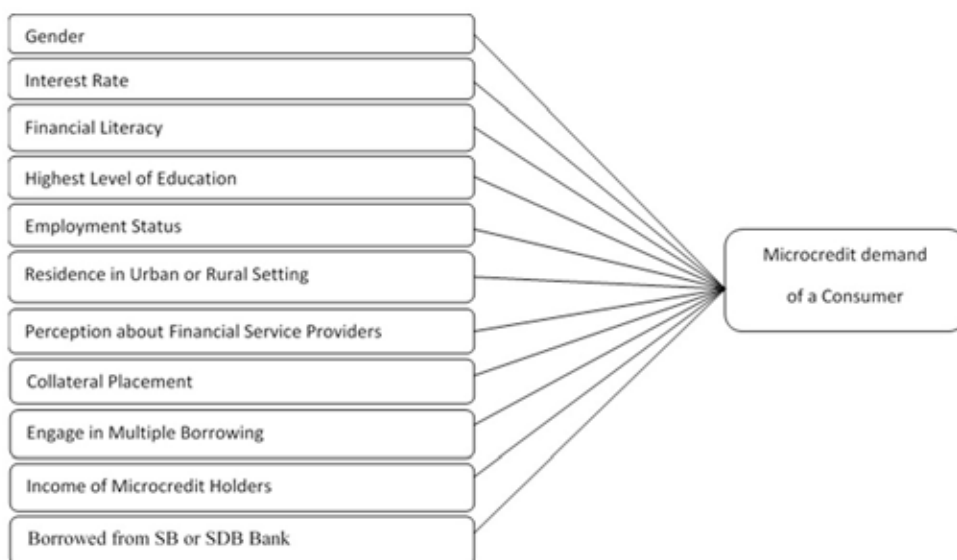 Gender
Interest Rate
Financial Literacy
Highest Level of Education
Employment Status
Residence in Urban or Rural Setting
Perception about Financial Service Providers
Collateral Placement
Engage in Multiple Borrowing
Income of Microcredit Holders
Borrowed from SB or SDB Bank
Microcredit demand
of a Consumer